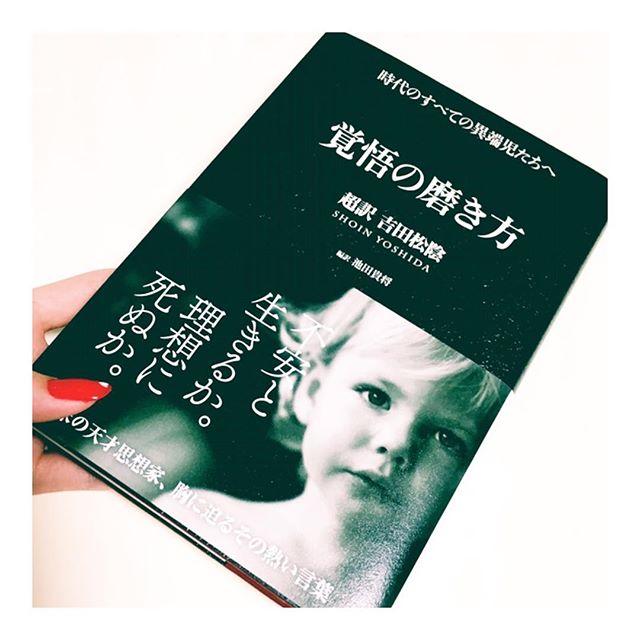 時代のすべての異端児たちへ
覚悟の磨き方
超訳 吉田松陰
SHOIN YOSHIDA
編訳 池田貴将
不安と
生きるか。
理想に
死ぬか。
の天才思想家、胸に迫るその熱い言葉